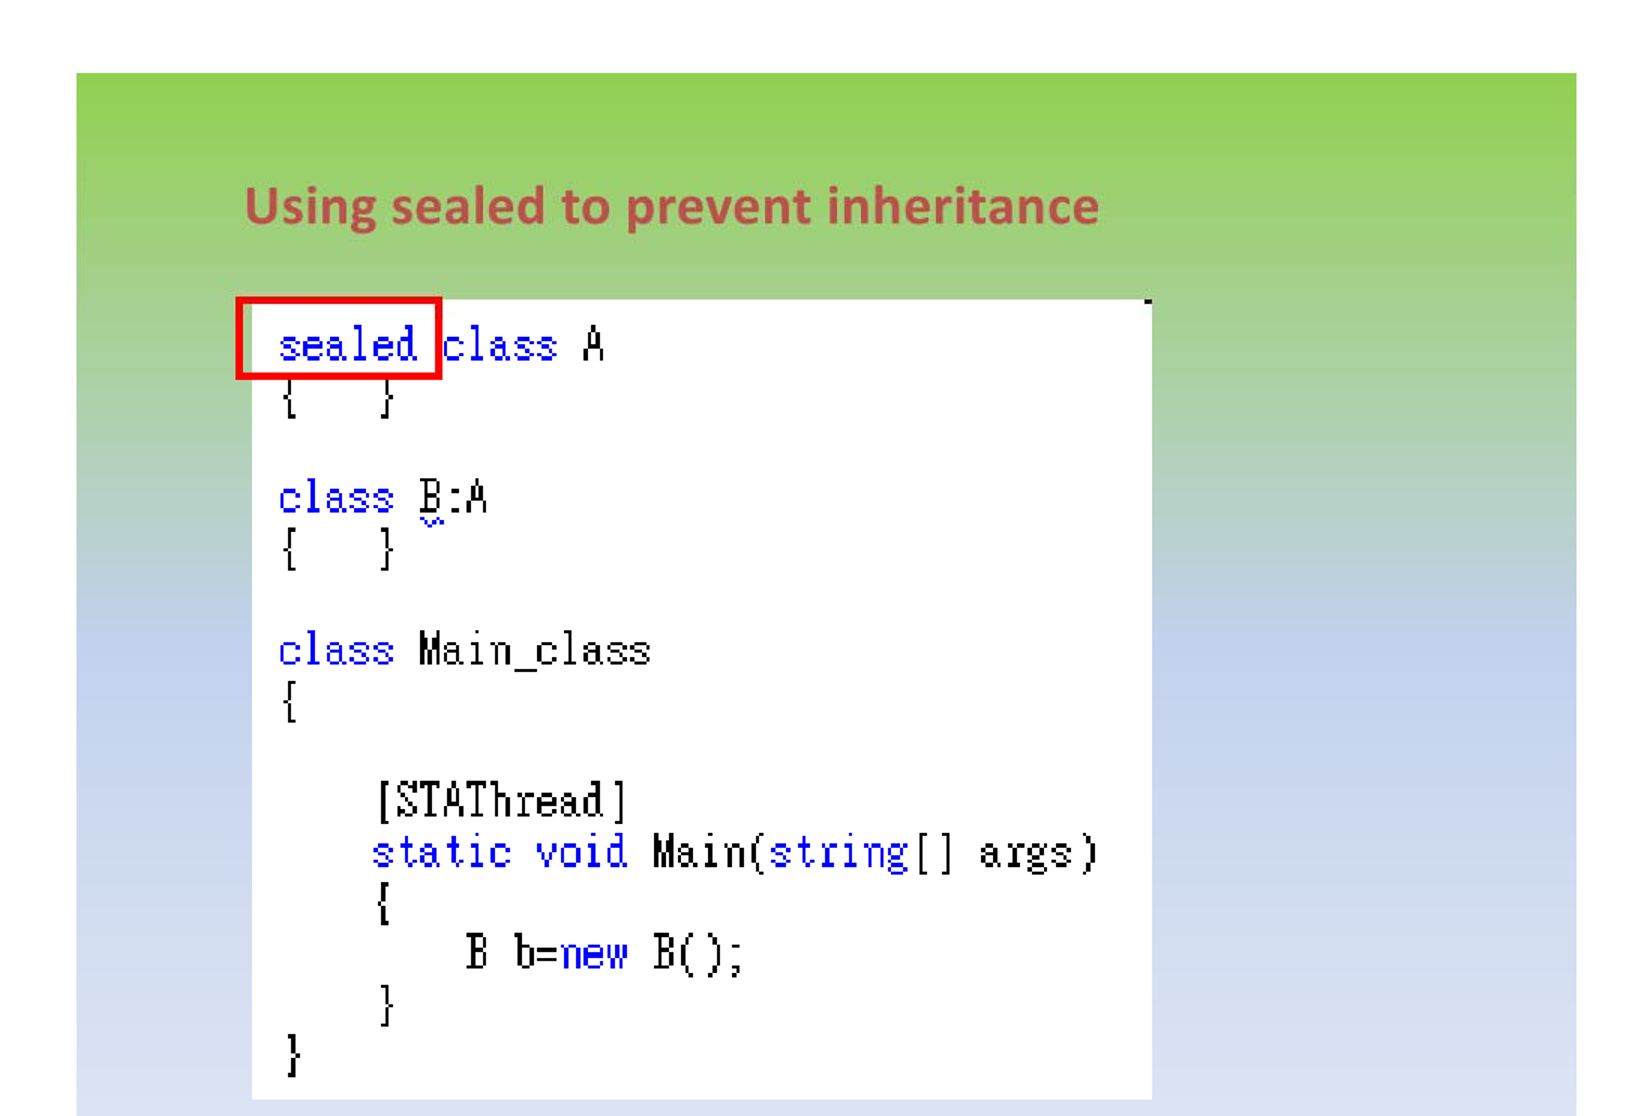 Using sealed to prevent inheritance
sealed class A
{ }
class B:A
{ }
class Main_class
{
[STAThread]
static void Main(string[] args)
{
B b=new B();
}
}